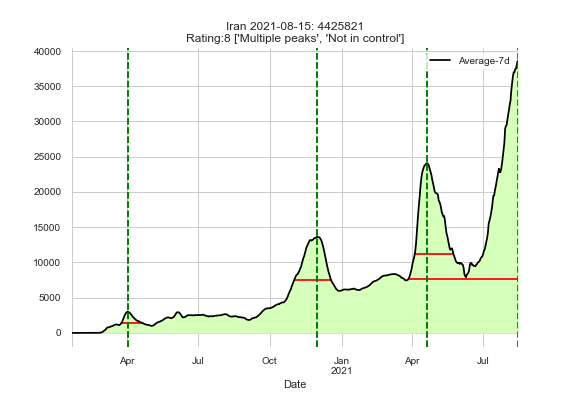 Iran 2021-08-15: 4425821
Rating:8 ['Multiple peaks', 'Not in control']
Average-7d
40000
35000
30000
25000
20000
15000
10000
5000
0
Apr
Jul
Oct
Jan
2021
Apr
Jul
Date